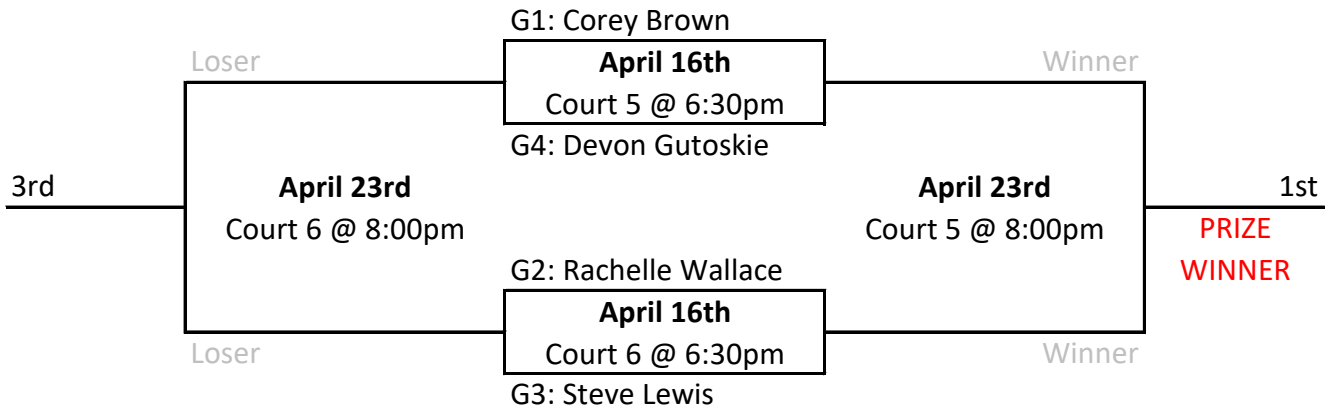 G1: Corey Brown
Loser
April 16th
Winner
Court 5 @ 6:30pm
G4: Devon Gutoskie
3rd
April 23rd
April 23rd
1st
Court 6 @ 8:00pm
Court 5 @ 8:00pm
PRIZE
WINNER
G2: Rachelle Wallace
April 16th
Loser
Court 6 @ 6:30pm
Winner
G3: Steve Lewis